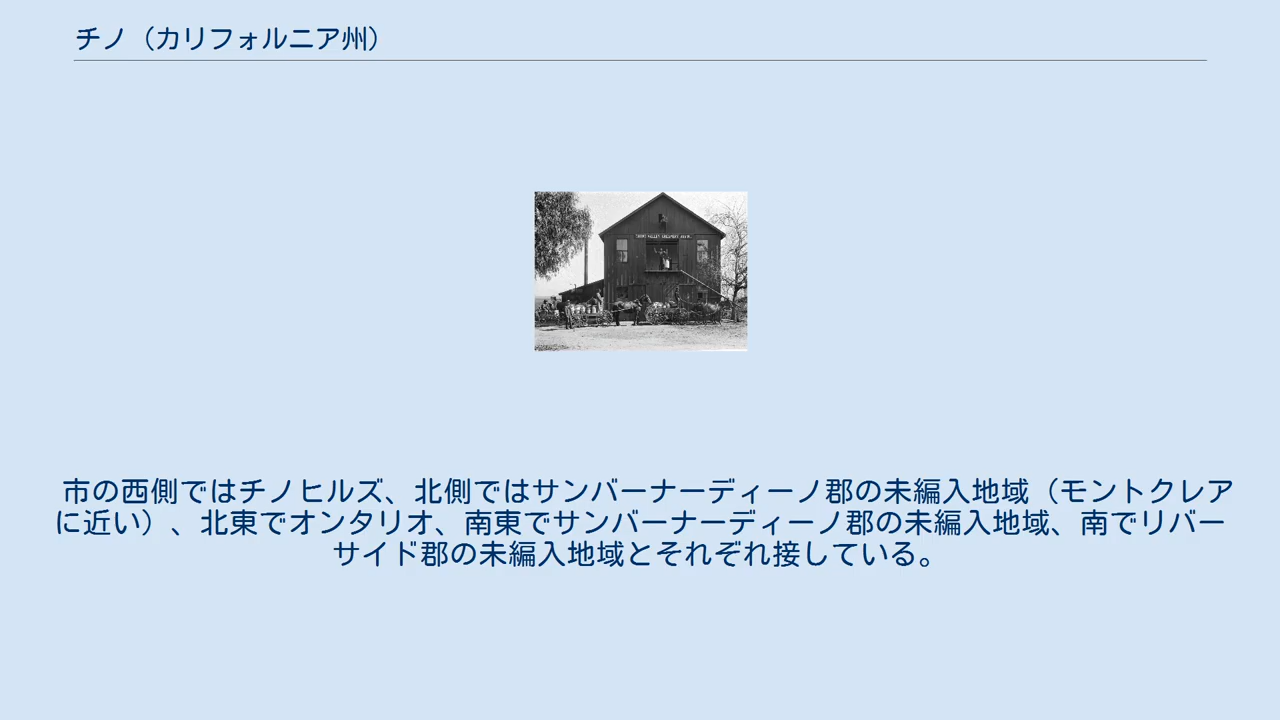 チノ（カリフォルニア州）
市の西側ではチノヒルズ、北側ではサンバーナーディーノ郡の未編入地域（モントクレア
に近い）、北東でオンタリオ、南東でサンバーナーディーノ郡の未編入地域、南でリバー
サイド郡の未編入地域とそれぞれ接している。